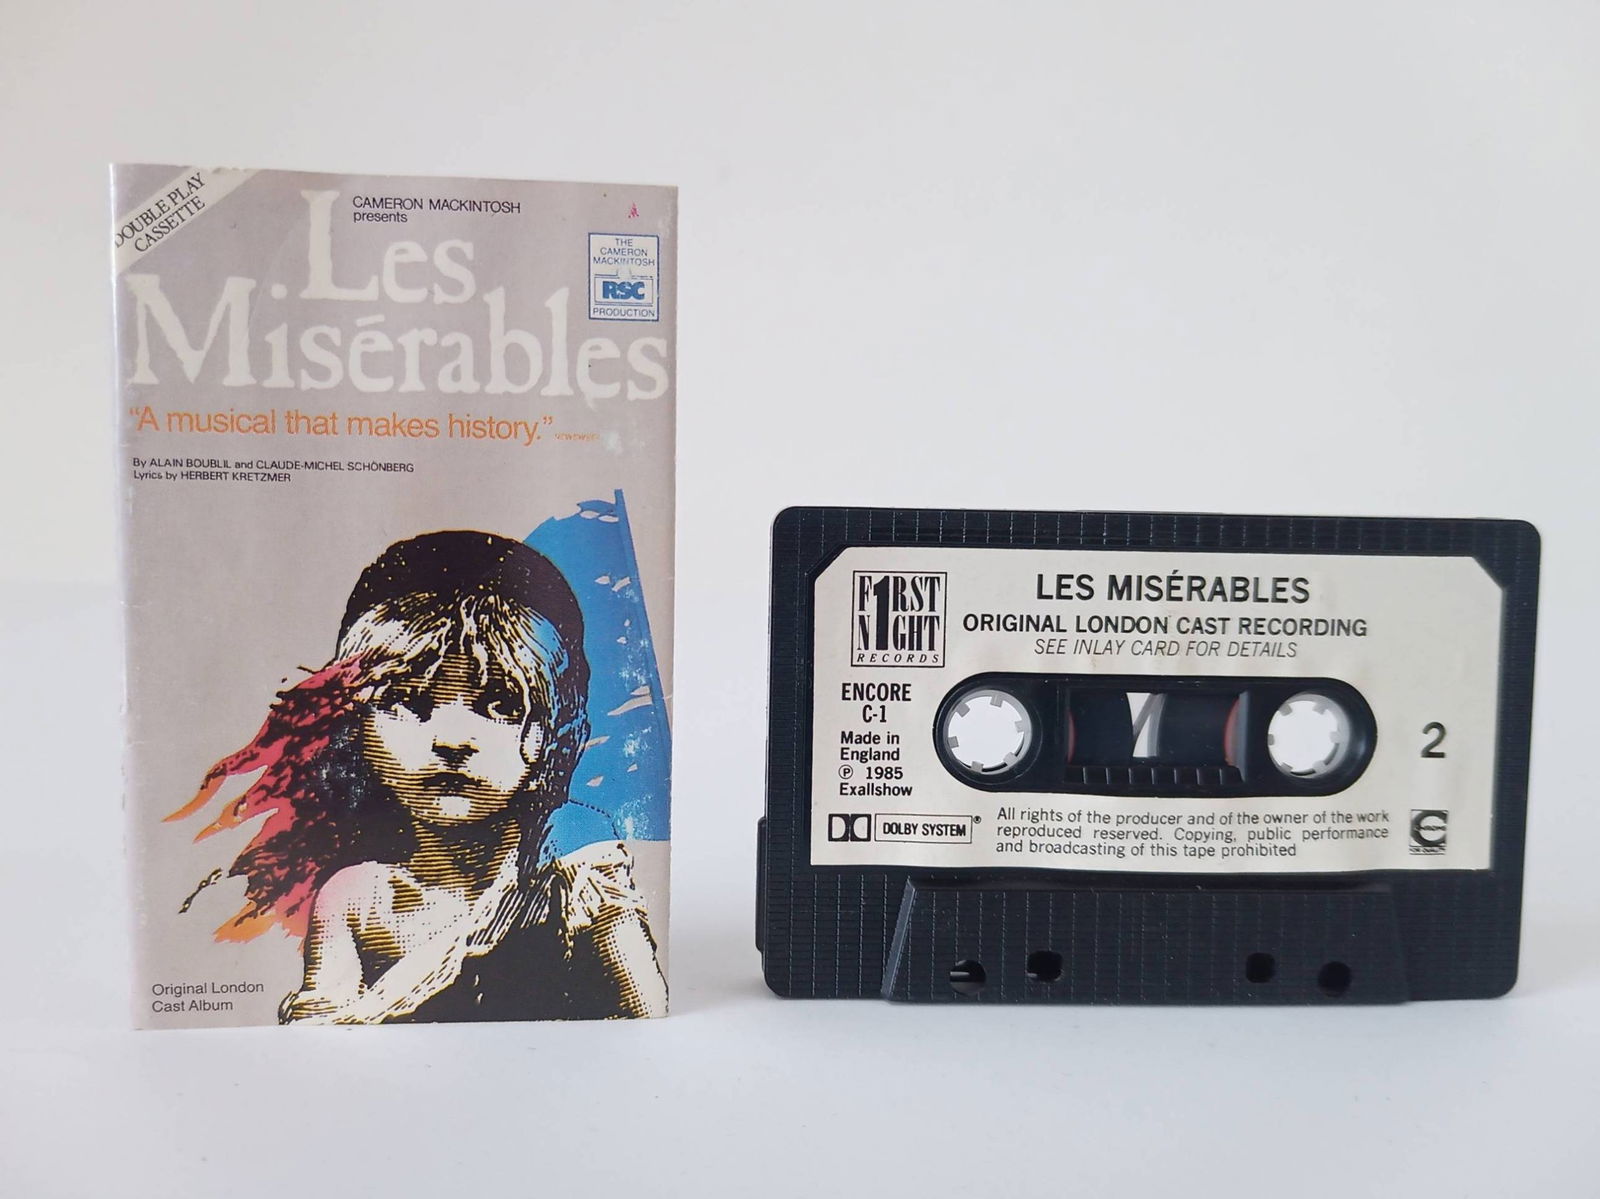 DOUBLE PLAY
CASSETTE
CAMERON MACKINTOSH
presents
Les
Misérables
THE
CAMERON
MACKINTOSH
RSC
PRODUCTION
“A musical that makes history.” NEWSWEEK
By ALAIN BOUBLIL and CLAUDE-MICHEL SCHÖNBERG
Lyrics by HERBERT KRETZMER
Original London
Cast Album
F1RST
N1GHT
RECORDS
LES MISÉRABLES
ORIGINAL LONDON CAST RECORDING
SEE INLAY CARD FOR DETAILS
ENCORE
C-1
Made in
England
℗ 1985
Exallshow
2
DOLBY SYSTEM®
All rights of the producer and of the owner of the work
reproduced reserved. Copying, public performance
and broadcasting of this tape prohibited